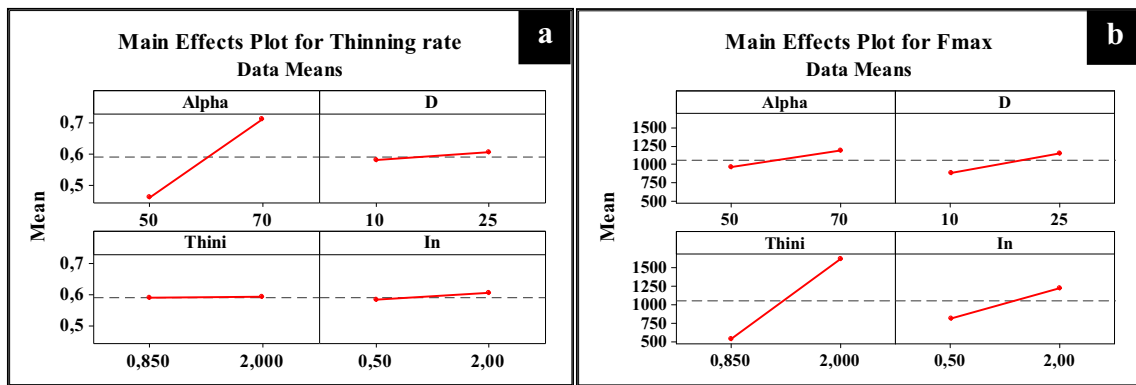 a
Main Effects Plot for Thinning rate
Data Means
Alpha D
0,7
0,6
0,5
50 70 10 25
Thini In
0,7
0,6
0,5
0,850 2,000 0,50 2,00
Mean
b
Main Effects Plot for Fmax
Data Means
Alpha D
1500
1250
1000
750
500
50 70 10 25
Thini In
1500
1250
1000
750
500
0,850 2,000 0,50 2,00
Mean